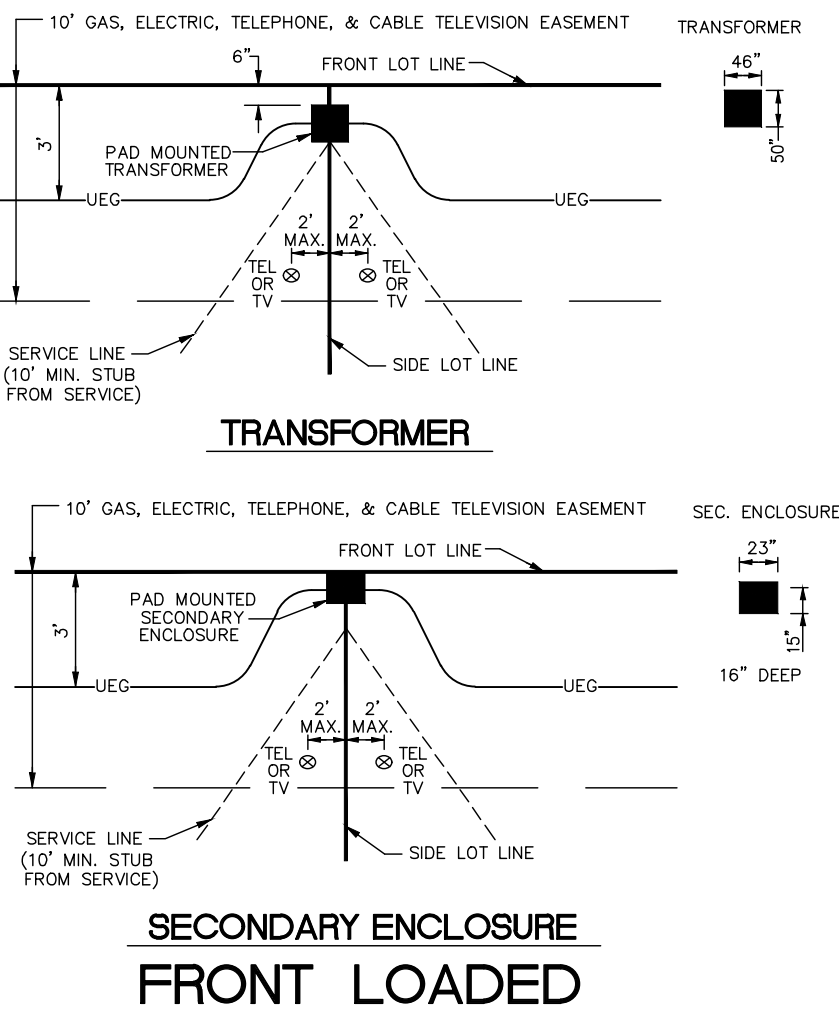 10' GAS, ELECTRIC, TELEPHONE, & CABLE TELEVISION EASEMENT
TRANSFORMER
6"
FRONT LOT LINE
46"
50"
3'
PAD MOUNTED
TRANSFORMER
UEG
UEG
2'
MAX.
2'
MAX.
TEL
OR
TV
TEL
OR
TV
SERVICE LINE
(10' MIN. STUB
FROM SERVICE)
SIDE LOT LINE
TRANSFORMER
10' GAS, ELECTRIC, TELEPHONE, & CABLE TELEVISION EASEMENT
SEC. ENCLOSURE
FRONT LOT LINE
23"
15"
16" DEEP
3'
PAD MOUNTED
SECONDARY
ENCLOSURE
UEG
UEG
2'
MAX.
2'
MAX.
TEL
OR
TV
TEL
OR
TV
SERVICE LINE
(10' MIN. STUB
FROM SERVICE)
SIDE LOT LINE
SECONDARY ENCLOSURE
FRONT LOADED